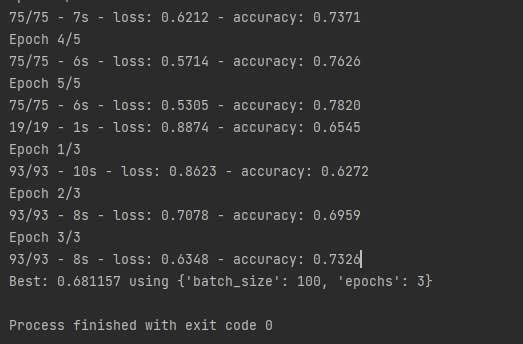 75/75 - 7s - loss: 0.6212 - accuracy: 0.7371
Epoch 4/5
75/75 - 6s - loss: 0.5714 - accuracy: 0.7626
Epoch 5/5
75/75 - 6s - loss: 0.5305 - accuracy: 0.7820
19/19 - 1s - loss: 0.8874 - accuracy: 0.6545
Epoch 1/3
93/93 - 10s - loss: 0.8623 - accuracy: 0.6272
Epoch 2/3
93/93 - 8s - loss: 0.7078 - accuracy: 0.6959
Epoch 3/3
93/93 - 8s - loss: 0.6348 - accuracy: 0.7326
Best: 0.681157 using {'batch_size': 100, 'epochs': 3}
Process finished with exit code 0